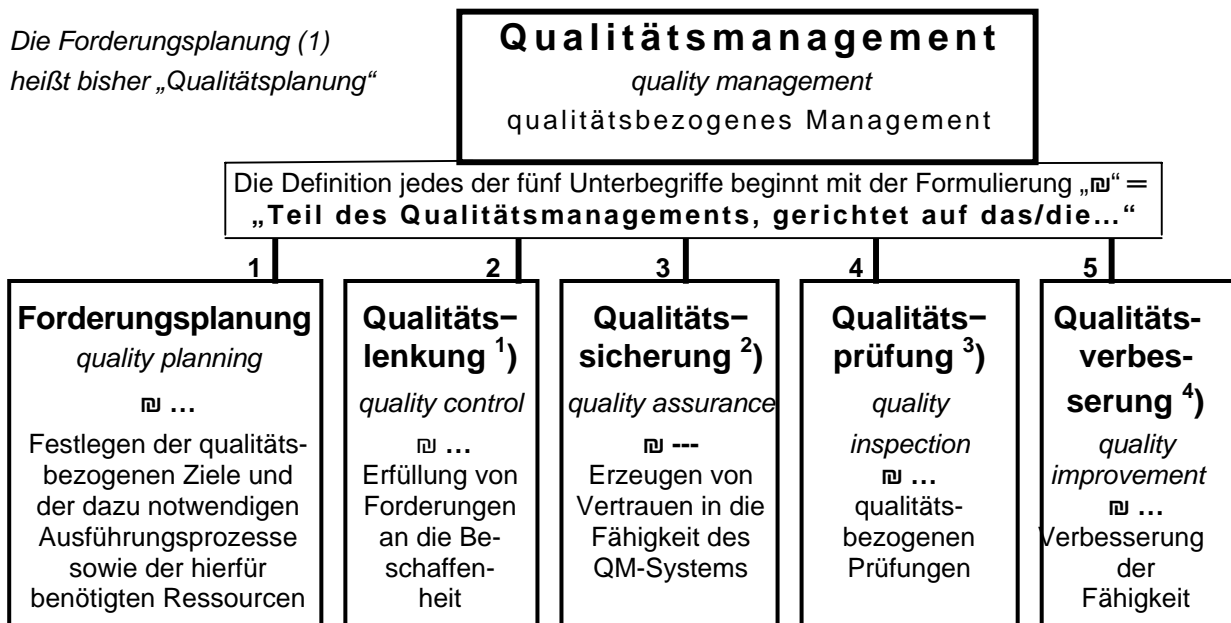 Die Forderungsplanung (1)
heißt bisher „Qualitätsplanung“
Qualitätsmanagement
quality management
qualitätsbezogenes Management
Die Definition jedes der fünf Unterbegriffe beginnt mit der Formulierung „₪“ =
„Teil des Qualitätsmanagements, gerichtet auf das/die…“
1
Forderungsplanung
quality planning
₪ …
Festlegen der qualitäts-
bezogenen Ziele und
der dazu notwendigen
Ausführungsprozesse
sowie der hierfür
benötigten Ressourcen
2
Qualitäts–
lenkung ¹)
quality control
₪ …
Erfüllung von
Forderungen
an die Be-
schaffen-
heit
3
Qualitäts–
sicherung ²)
quality assurance
₪ ---
Erzeugen von
Vertrauen in die
Fähigkeit des
QM-Systems
4
Qualitäts–
prüfung ³)
quality
inspection
₪ …
qualitäts-
bezogenen
Prüfungen
5
Qualitäts-
verbes-
serung ⁴)
quality
improvement
₪ …
Verbesserung
der
Fähigkeit